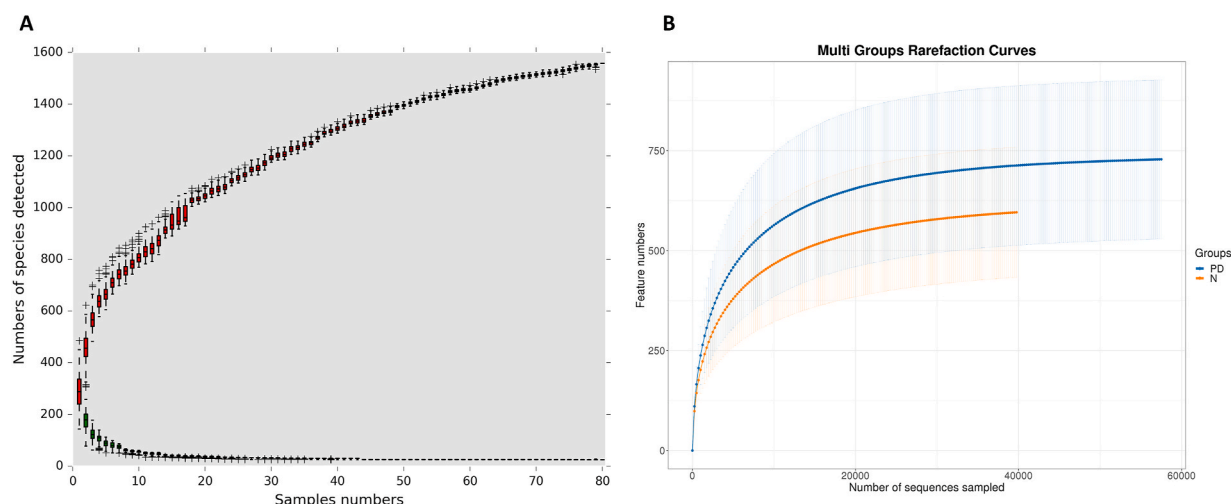 A
1600
1400
1200
1000
800
600
400
200
0
Numbers of species detected
0 10 20 30 40 50 60 70 80
Samples numbers
B
Multi Groups Rarefaction Curves
750
500
250
0
Feature numbers
0 20000 40000 60000
Number of sequences sampled
Groups
PD
N